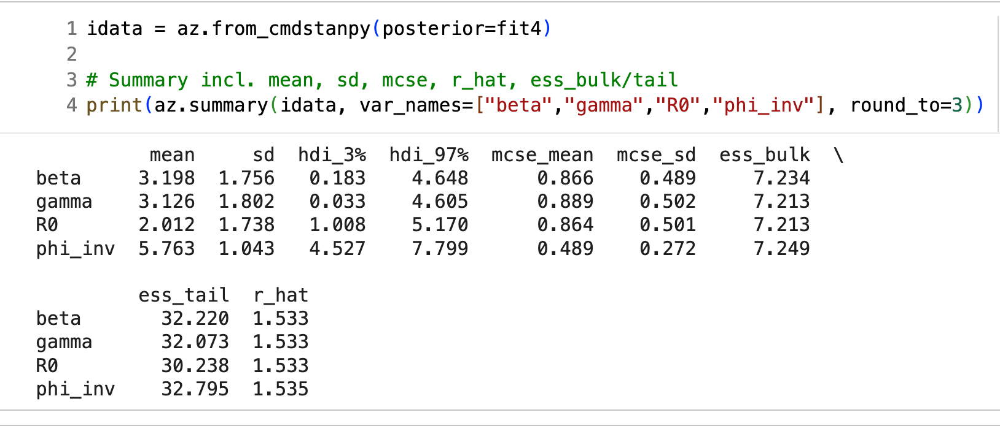 1 idata = az.from_cmdstanpy(posterior=fit4)
2
3 # Summary incl. mean, sd, mcse, r_hat, ess_bulk/tail
4 print(az.summary(idata, var_names=["beta","gamma","R0","phi_inv"], round_to=3))
mean sd hdi_3% hdi_97% mcse_mean mcse_sd ess_bulk \
beta 3.198 1.756 0.183 4.648 0.866 0.489 7.234
gamma 3.126 1.802 0.033 4.605 0.889 0.502 7.213
R0 2.012 1.738 1.008 5.170 0.864 0.501 7.213
phi_inv 5.763 1.043 4.527 7.799 0.489 0.272 7.249
ess_tail r_hat
beta 32.220 1.533
gamma 32.073 1.533
R0 30.238 1.533
phi_inv 32.795 1.535